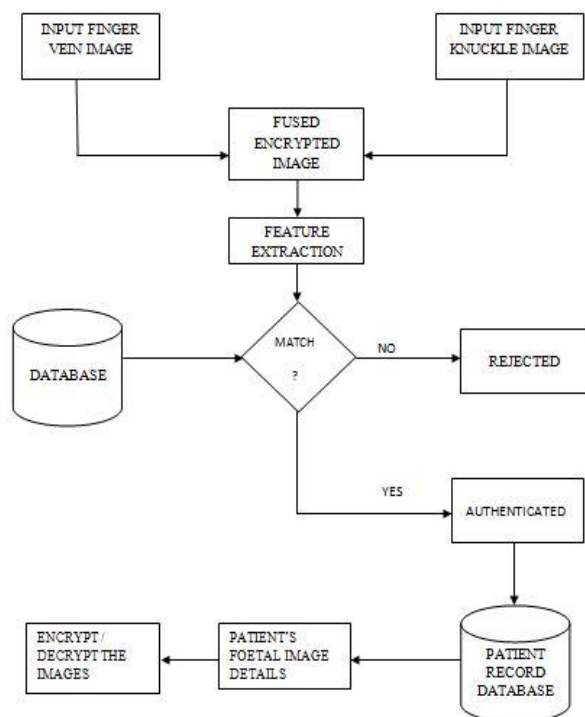 INPUT FINGER
VEIN IMAGE
INPUT FINGER
KNUCKLE IMAGE
FUSED
ENCRYPTED
IMAGE
FEATURE
EXTRACTION
DATABASE
MATCH
?
NO
REJECTED
YES
AUTHENTICATED
ENCRYPT /
DECRYPT THE
IMAGES
PATIENT'S
FOETAL IMAGE
DETAILS
PATIENT
RECORD
DATABASE